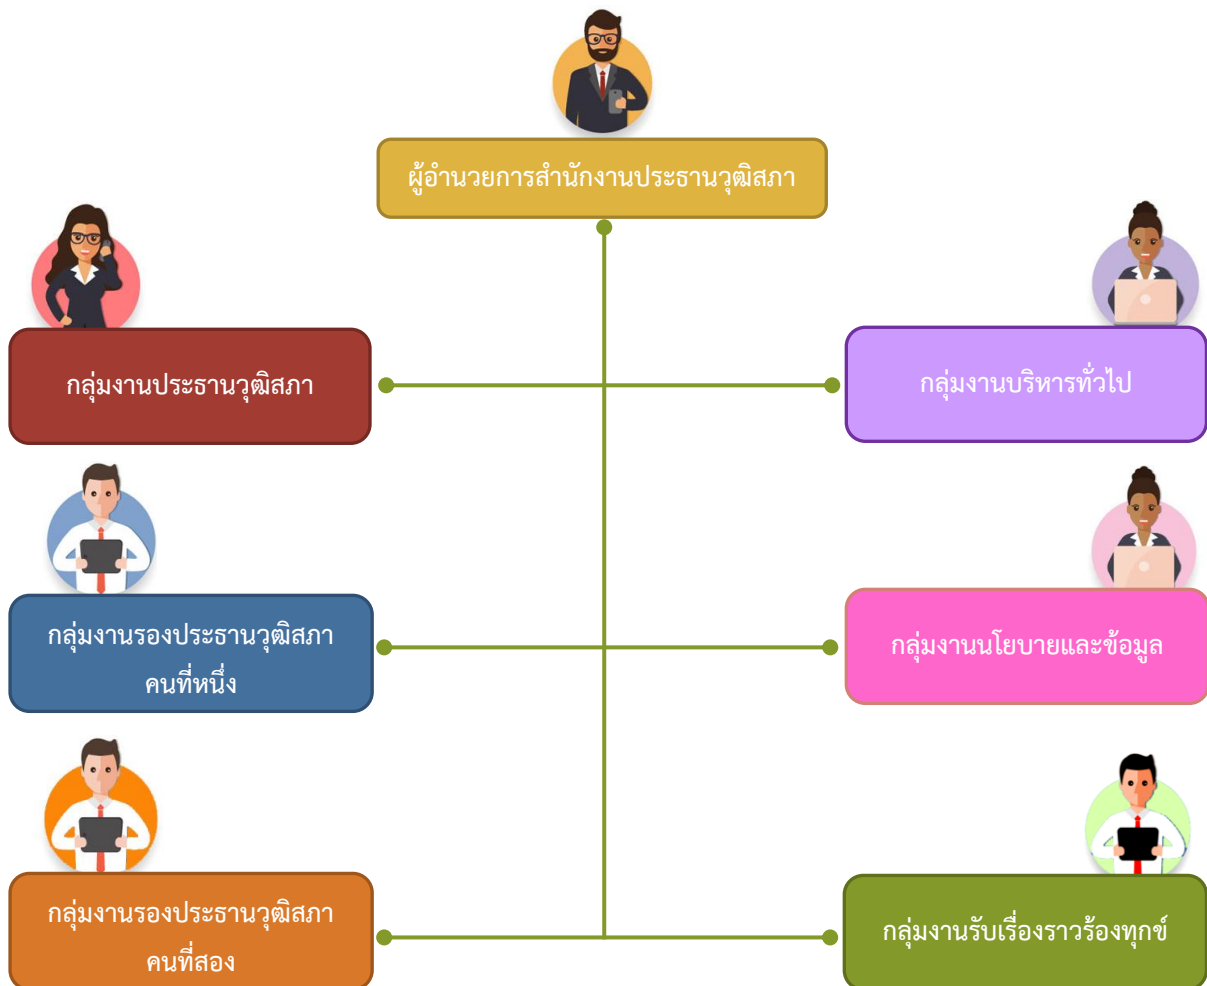 ผู้อำนวยการสำนักงานประธานวุฒิสภา
กลุ่มงานประธานวุฒิสภา
กลุ่มงานบริหารทั่วไป
กลุ่มงานรองประธานวุฒิสภา
คนที่หนึ่ง
กลุ่มงานนโยบายและข้อมูล
กลุ่มงานรองประธานวุฒิสภา
คนที่สอง
กลุ่มงานรับเรื่องราวร้องทุกข์